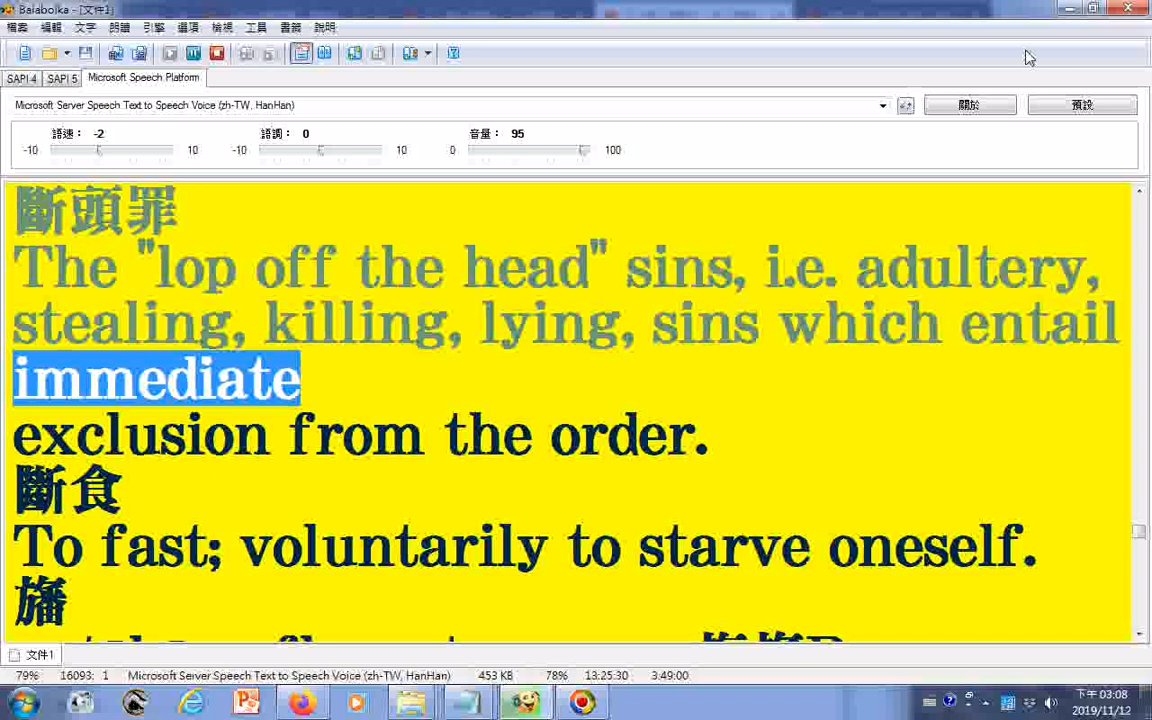 Balabolka - [文件1]
檔案 編輯 文字 朗讀 引擎 選項 檢視 工具 書籤 說明
SAPI 4 SAPI 5 Microsoft Speech Platform
Microsoft Server Speech Text to Speech Voice (zh-TW, HanHan) 關於 預設
語速： -2 語調： 0 音量： 95
-10 10 -10 10 0 100
斷頭罪
The "lop off the head" sins, i.e. adultery,
stealing, killing, lying, sins which entail
immediate
exclusion from the order.
斷食
To fast; voluntarily to starve oneself.
旛
文件1
79% 16093: 1 Microsoft Server Speech Text to Speech Voice (zh-TW, HanHan) 453 KB 78% 13:25:30 3:49:00
下午 03:08
2019/11/12